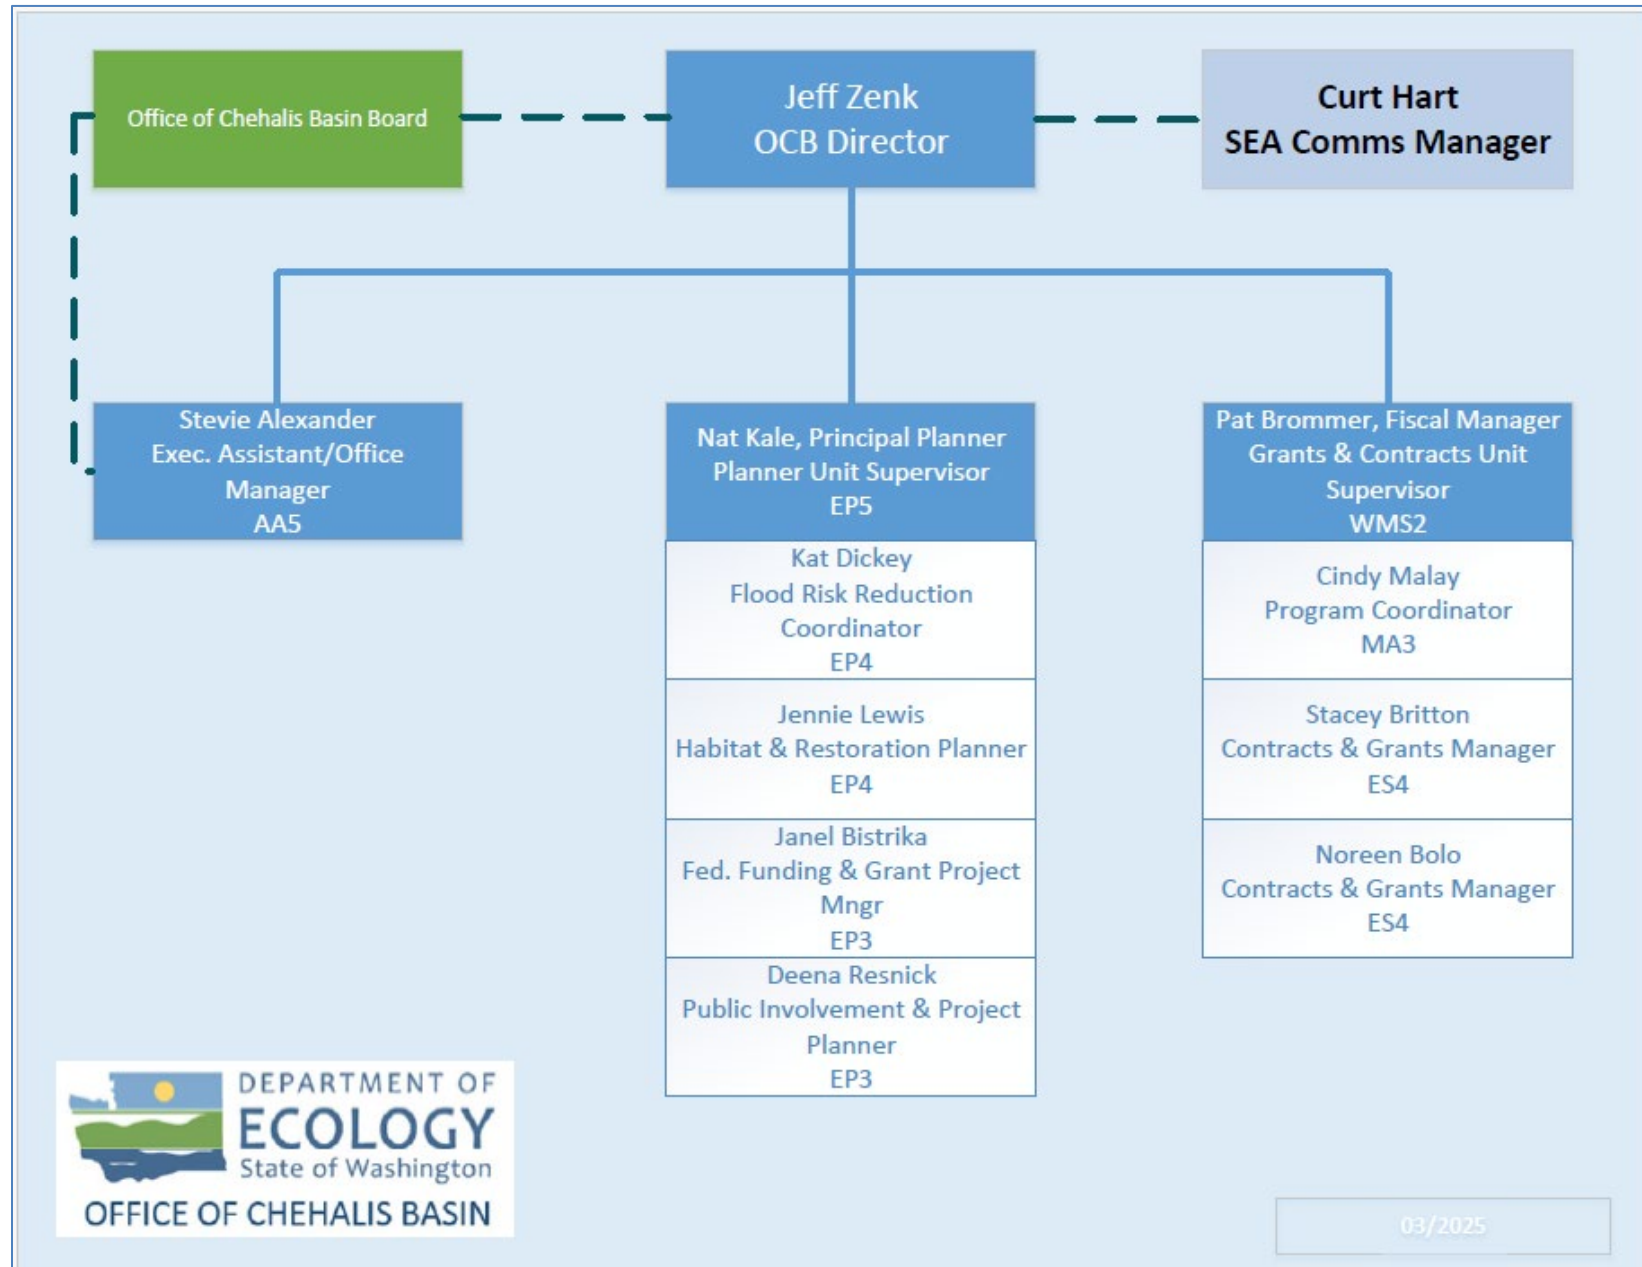 Office of Chehalis Basin Board
Jeff Zenk
OCB Director
Curt Hart
SEA Comms Manager
Stevie Alexander
Exec. Assistant/Office
Manager
AA5
Nat Kale, Principal Planner
Planner Unit Supervisor
EP5
Kat Dickey
Flood Risk Reduction
Coordinator
EP4
Jennie Lewis
Habitat & Restoration Planner
EP4
Janel Bistrika
Fed. Funding & Grant Project
Mngr
EP3
Deena Resnick
Public Involvement & Project
Planner
EP3
Pat Brommer, Fiscal Manager
Grants & Contracts Unit
Supervisor
WMS2
Cindy Malay
Program Coordinator
MA3
Stacey Britton
Contracts & Grants Manager
ES4
Noreen Bolo
Contracts & Grants Manager
ES4
DEPARTMENT OF
ECOLOGY
State of Washington
OFFICE OF CHEHALIS BASIN
03/2025